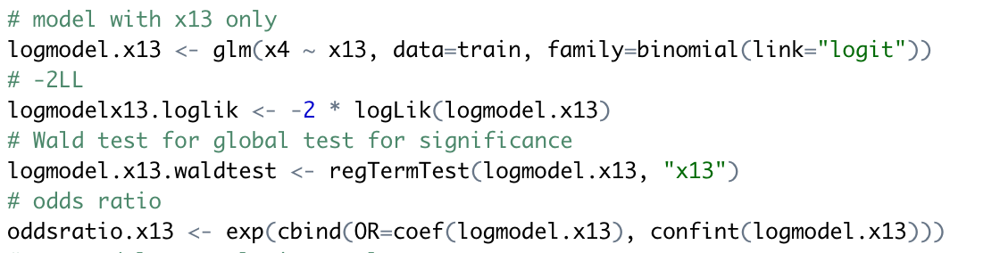 # model with x13 only
logmodel.x13 <- glm(x4 ~ x13, data=train, family=binomial(link="logit"))
# -2LL
logmodelx13.loglik <- -2 * logLik(logmodel.x13)
# Wald test for global test for significance
logmodel.x13.waldtest <- regTermTest(logmodel.x13, "x13")
# odds ratio
oddsratio.x13 <- exp(cbind(OR=coef(logmodel.x13), confint(logmodel.x13)))